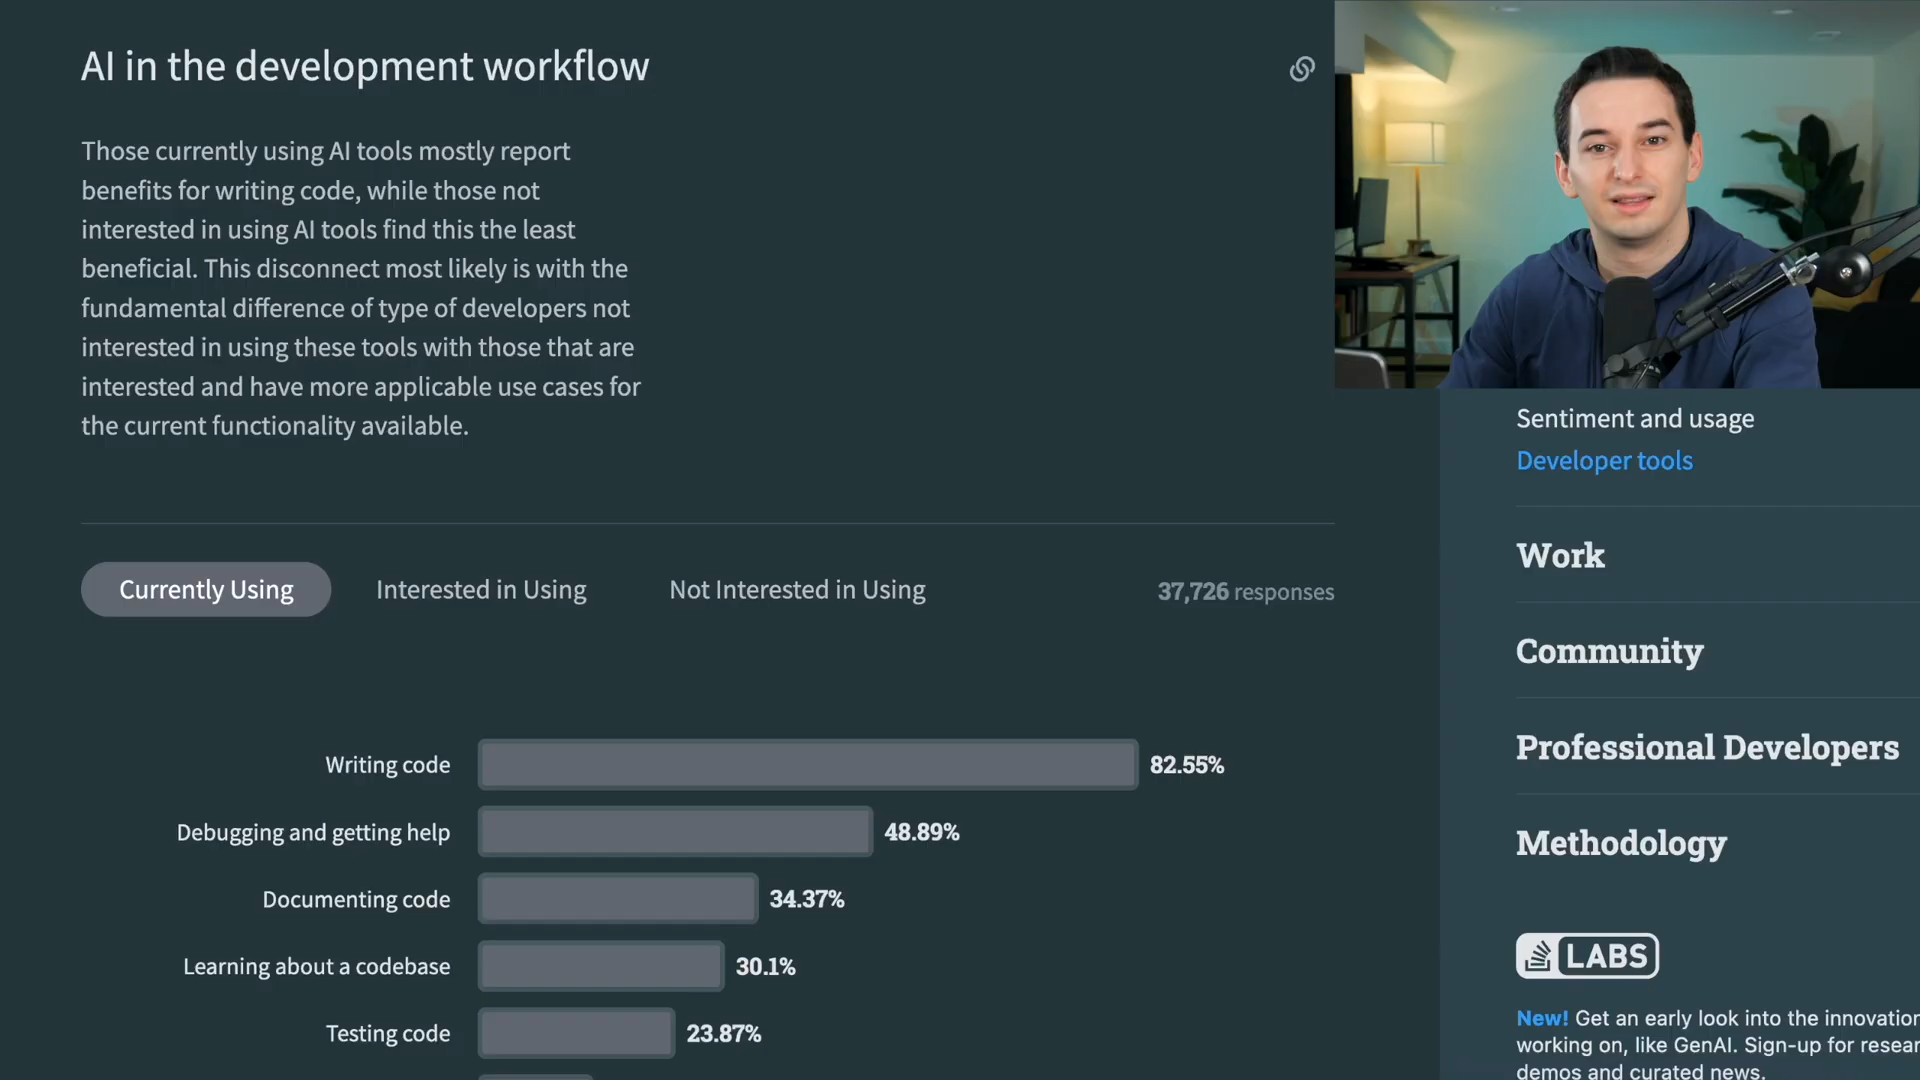 AI in the development workflow
Those currently using AI tools mostly report
benefits for writing code, while those not
interested in using AI tools find this the least
beneficial. This disconnect most likely is with the
fundamental difference of type of developers not
interested in using these tools with those that are
interested and have more applicable use cases for
the current functionality available.
Currently Using
Interested in Using
Not Interested in Using
37,726 responses
Writing code
82.55%
Debugging and getting help
48.89%
Documenting code
34.37%
Learning about a codebase
30.1%
Testing code
23.87%
Sentiment and usage
Developer tools
Work
Community
Professional Developers
Methodology
LABS
New! Get an early look into the innovation
working on, like GenAI. Sign-up for resear
demos and curated news.